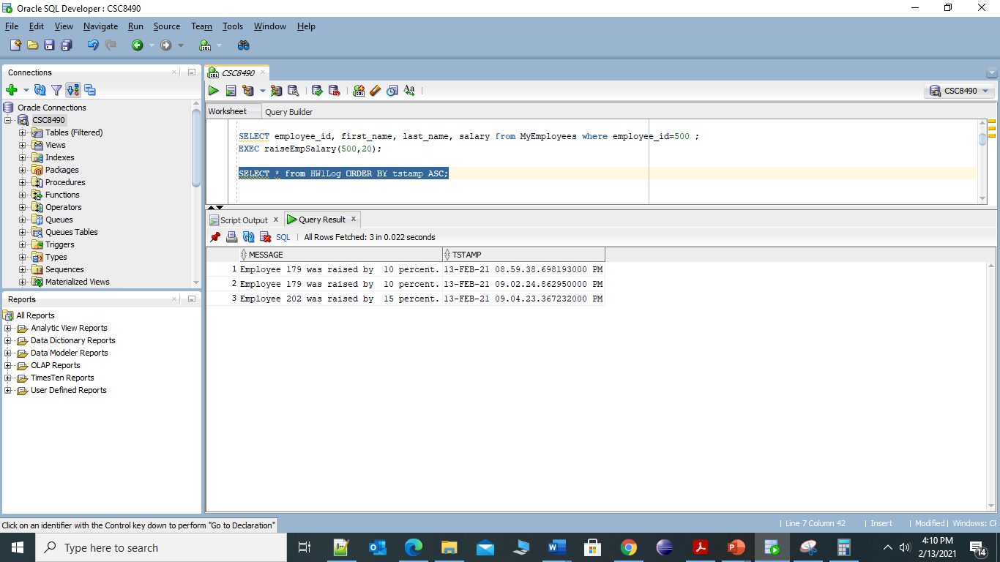 Oracle SQL Developer : CSC8490
File Edit View Navigate Run Source Team Tools Window Help
Connections
Oracle Connections
CSC8490
Tables (Filtered)
Views
Indexes
Packages
Procedures
Functions
Operators
Queues
Queues Tables
Triggers
Types
Sequences
Materialized Views
Reports
All Reports
Analytic View Reports
Data Dictionary Reports
Data Modeler Reports
OLAP Reports
TimesTen Reports
User Defined Reports
CSC8490
CSC8490
Worksheet Query Builder
SELECT employee_id, first_name, last_name, salary from MyEmployees where employee_id=500 ;
EXEC raiseEmpSalary(500,20);
SELECT * from HW1Log ORDER BY tstamp ASC;
Script Output x Query Result x
SQL | All Rows Fetched: 3 in 0.022 seconds
MESSAGE TSTAMP
1 Employee 179 was raised by 10 percent. 13-FEB-21 08.59.38.698193000 PM
2 Employee 179 was raised by 10 percent. 13-FEB-21 09.02.24.862950000 PM
3 Employee 202 was raised by 15 percent. 13-FEB-21 09.04.23.367232000 PM
Click on an identifier with the Control key down to perform "Go to Declaration"
| Line 7 Column 42 | Insert | Modified | Windows: CF
Type here to search
4:10 PM
2/13/2021
14